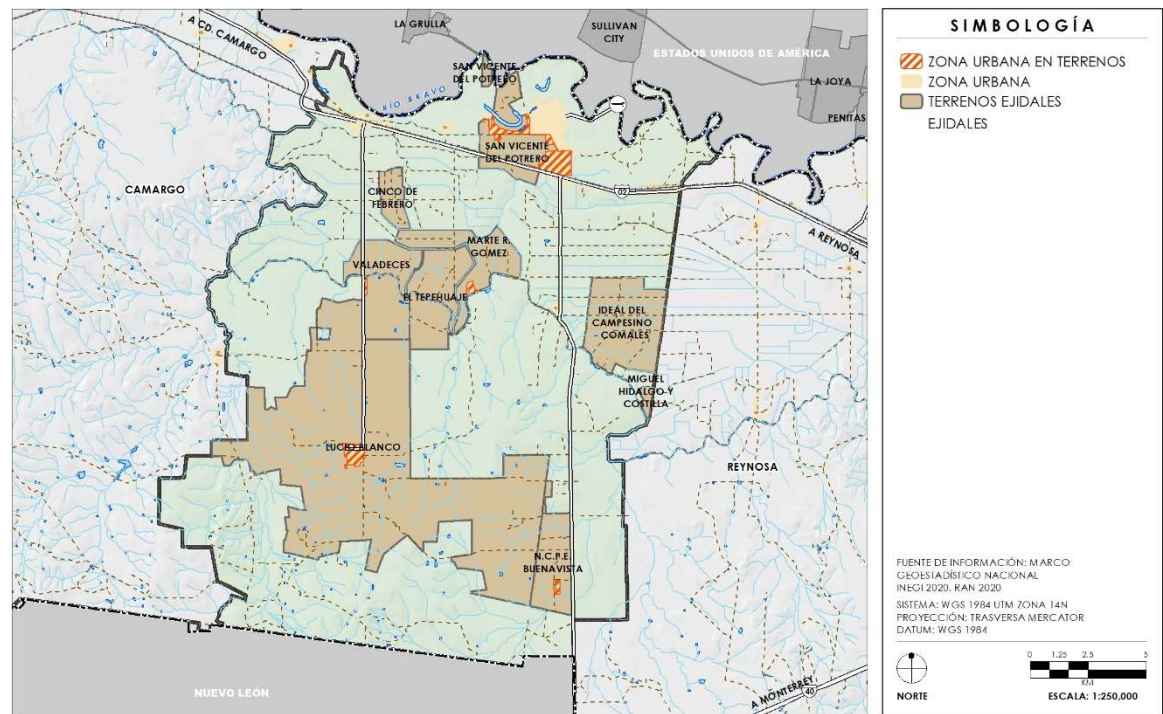 LA GRULLA
SULLIVAN
CITY
ESTADOS UNIDOS DE AMÉRICA
LA JOYA
PENITAS
A CD. CAMARGO
RÍO BRAVO
SAN VICENTE
DEL POTRERO
SAN VICENTE
DEL POTRERO
02
A REYNOSA
CAMARGO
CINCO DE
FEBRERO
MARTE R.
GOMEZ
VALADECES
EL TEPEHUAJE
IDEAL DEL
CAMPESINO
COMALES
MIGUEL
HIDALGO Y
COSTILLA
LUCIO BLANCO
REYNOSA
N.C.P.E.
BUENAVISTA
NUEVO LEÓN
A MONTERREY
40
SIMBOLOGÍA
ZONA URBANA EN TERRENOS
ZONA URBANA
TERRENOS EJIDALES
EJIDALES
FUENTE DE INFORMACIÓN: MARCO
GEOESTADÍSTICO NACIONAL
INEGI 2020. RAN 2020
SISTEMA: WGS 1984 UTM ZONA 14N
PROYECCIÓN: TRASVERSA MERCATOR
DATUM: WGS 1984
NORTE
0 1.25 2.5 5
KM
ESCALA: 1:250,000